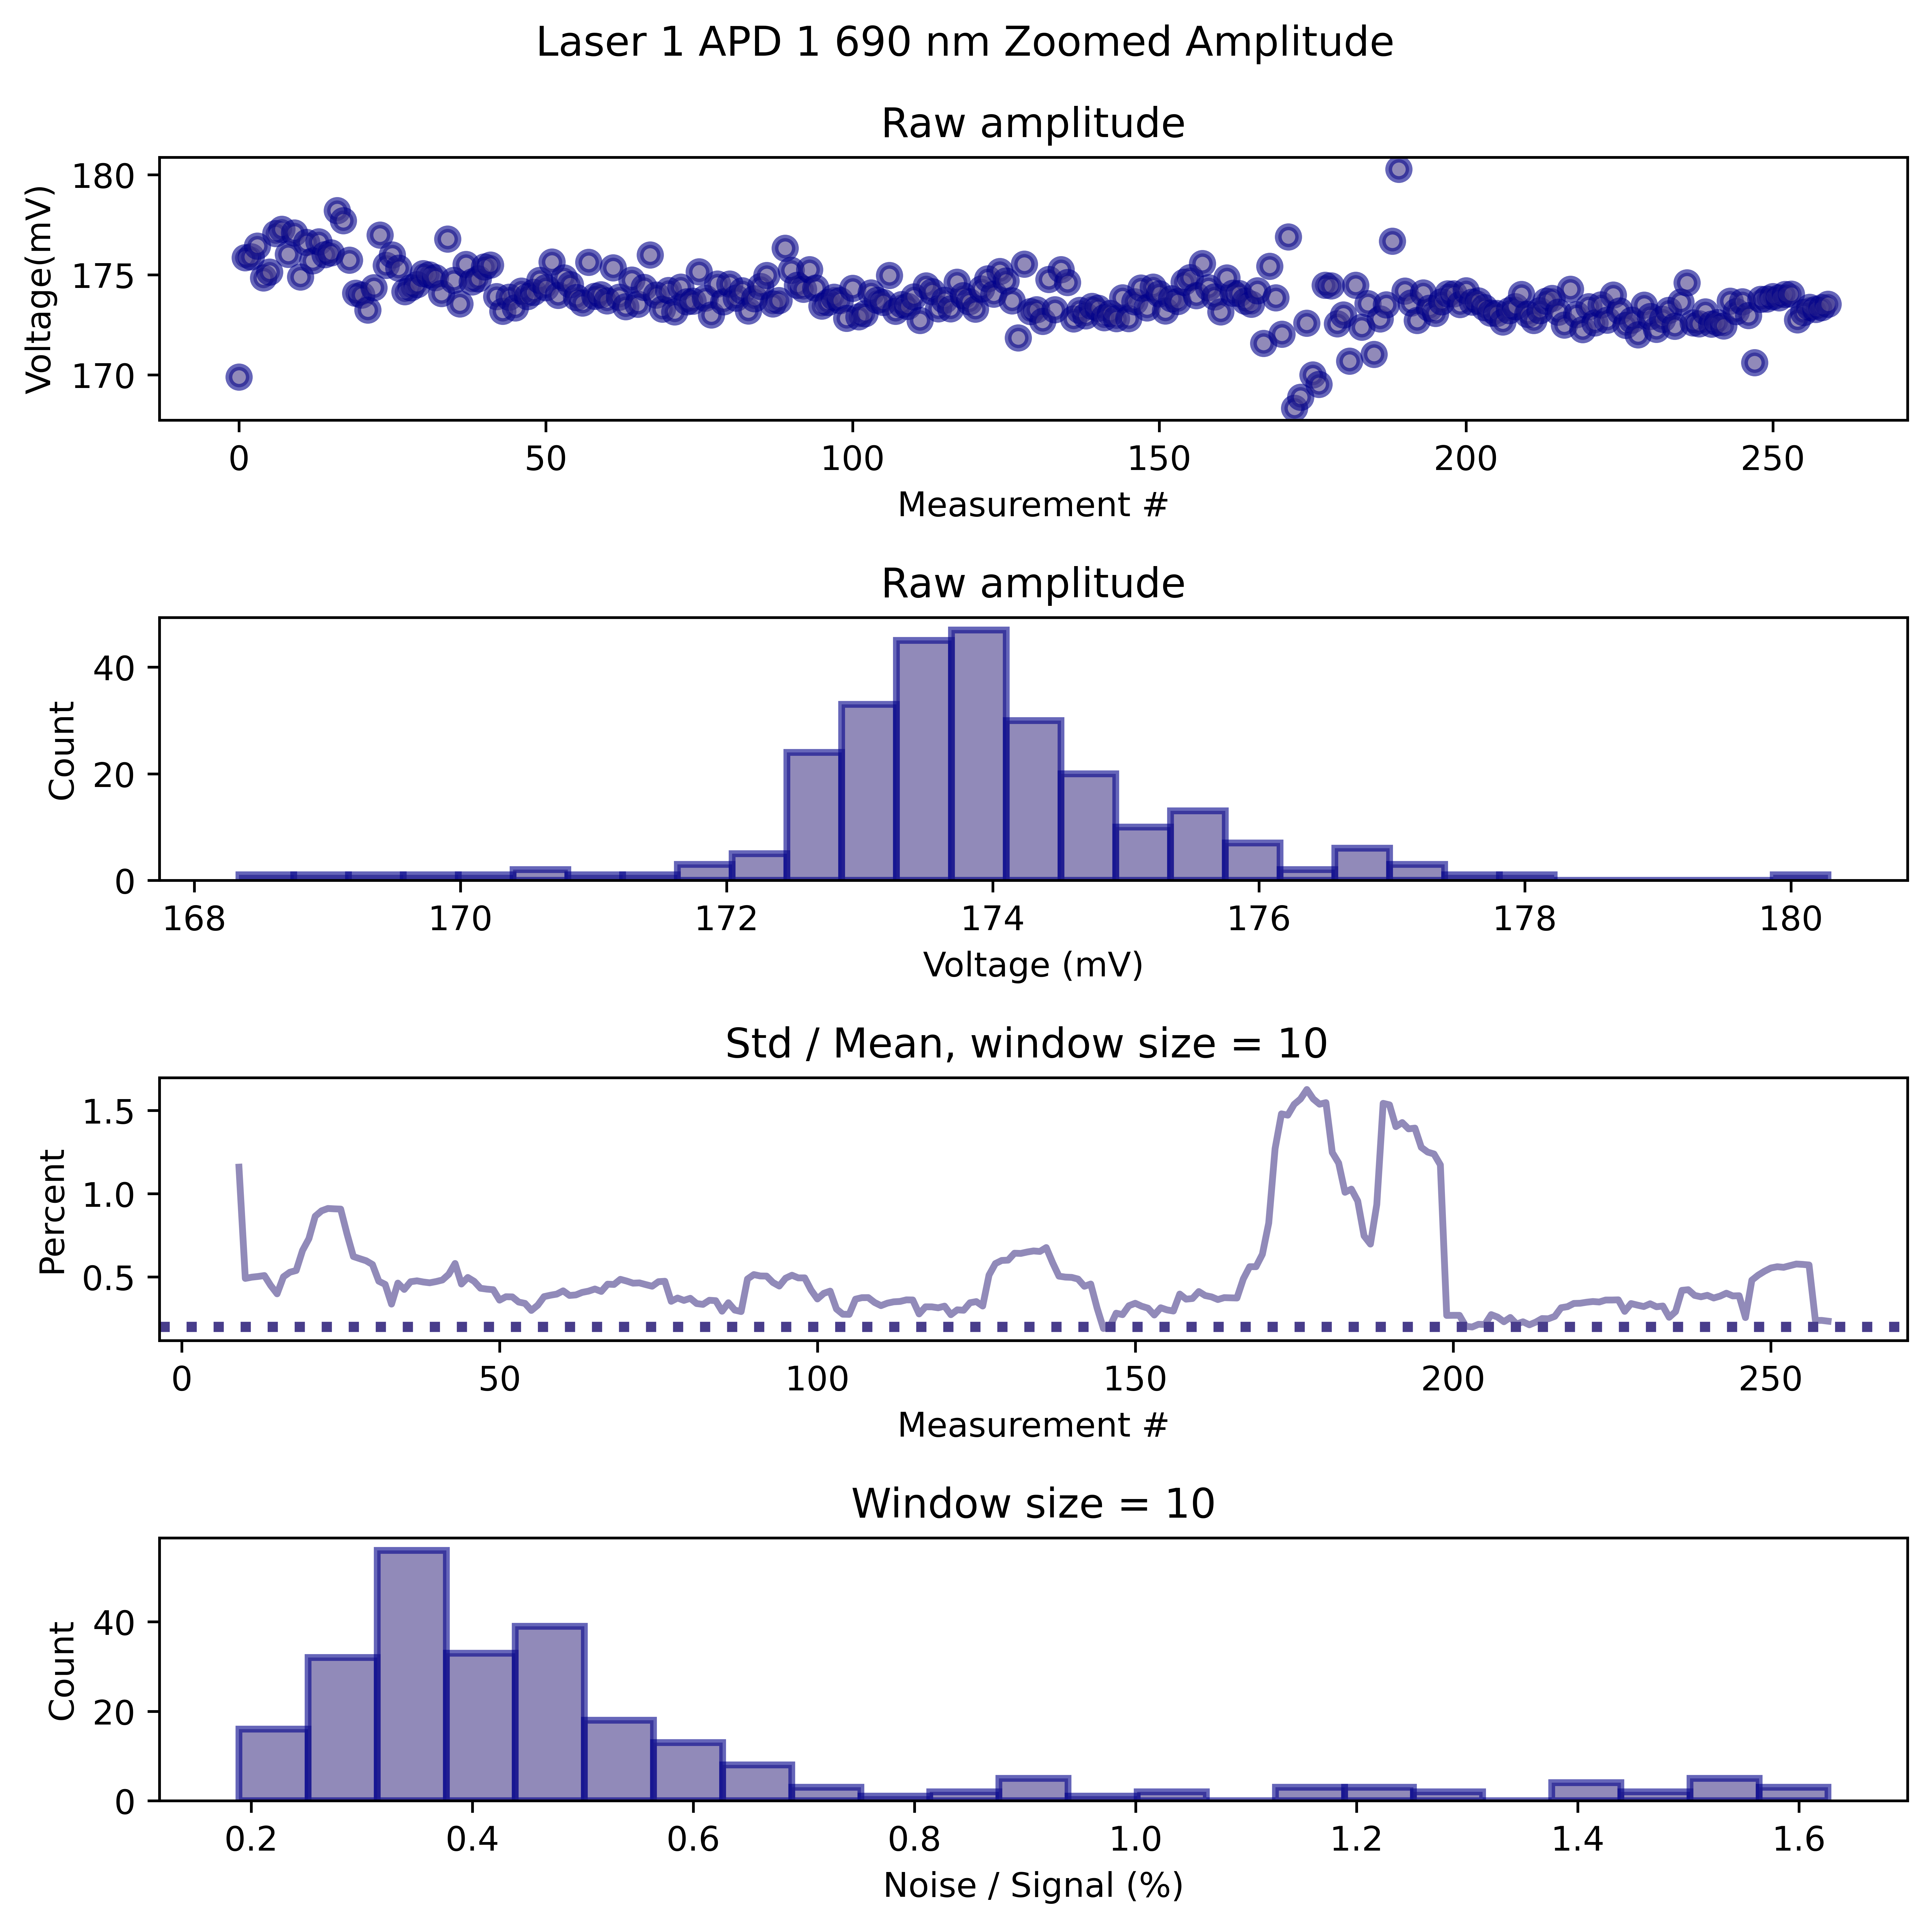 Laser 1 APD 1 690 nm Zoomed Amplitude
Raw amplitude
Voltage(mV)
180
175
170
0 50 100 150 200 250
Measurement #
Raw amplitude
Count
40
20
0
168 170 172 174 176 178 180
Voltage (mV)
Std / Mean, window size = 10
Percent
1.5
1.0
0.5
0 50 100 150 200 250
Measurement #
Window size = 10
Count
40
20
0
0.2 0.4 0.6 0.8 1.0 1.2 1.4 1.6
Noise / Signal (%)